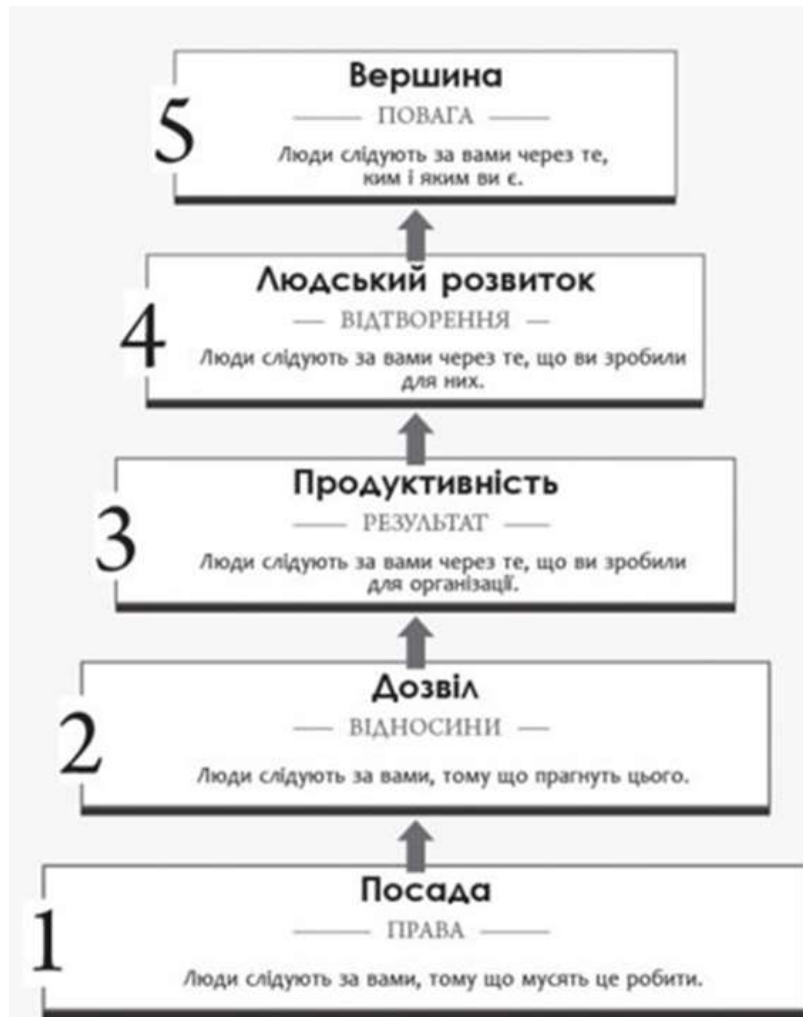 5
Вершина
ПОВАГА
Люди слідують за вами через те,
ким і яким ви є.
4
Людський розвиток
ВІДТВОРЕННЯ
Люди слідують за вами через те, що ви зробили
для них.
3
Продуктивність
РЕЗУЛЬТАТ
Люди слідують за вами через те, що ви зробили
для організації.
2
Дозвіл
ВІДНОСИНИ
Люди слідують за вами, тому що прагнуть цього.
1
Посада
ПРАВА
Люди слідують за вами, тому що мусять це робити.